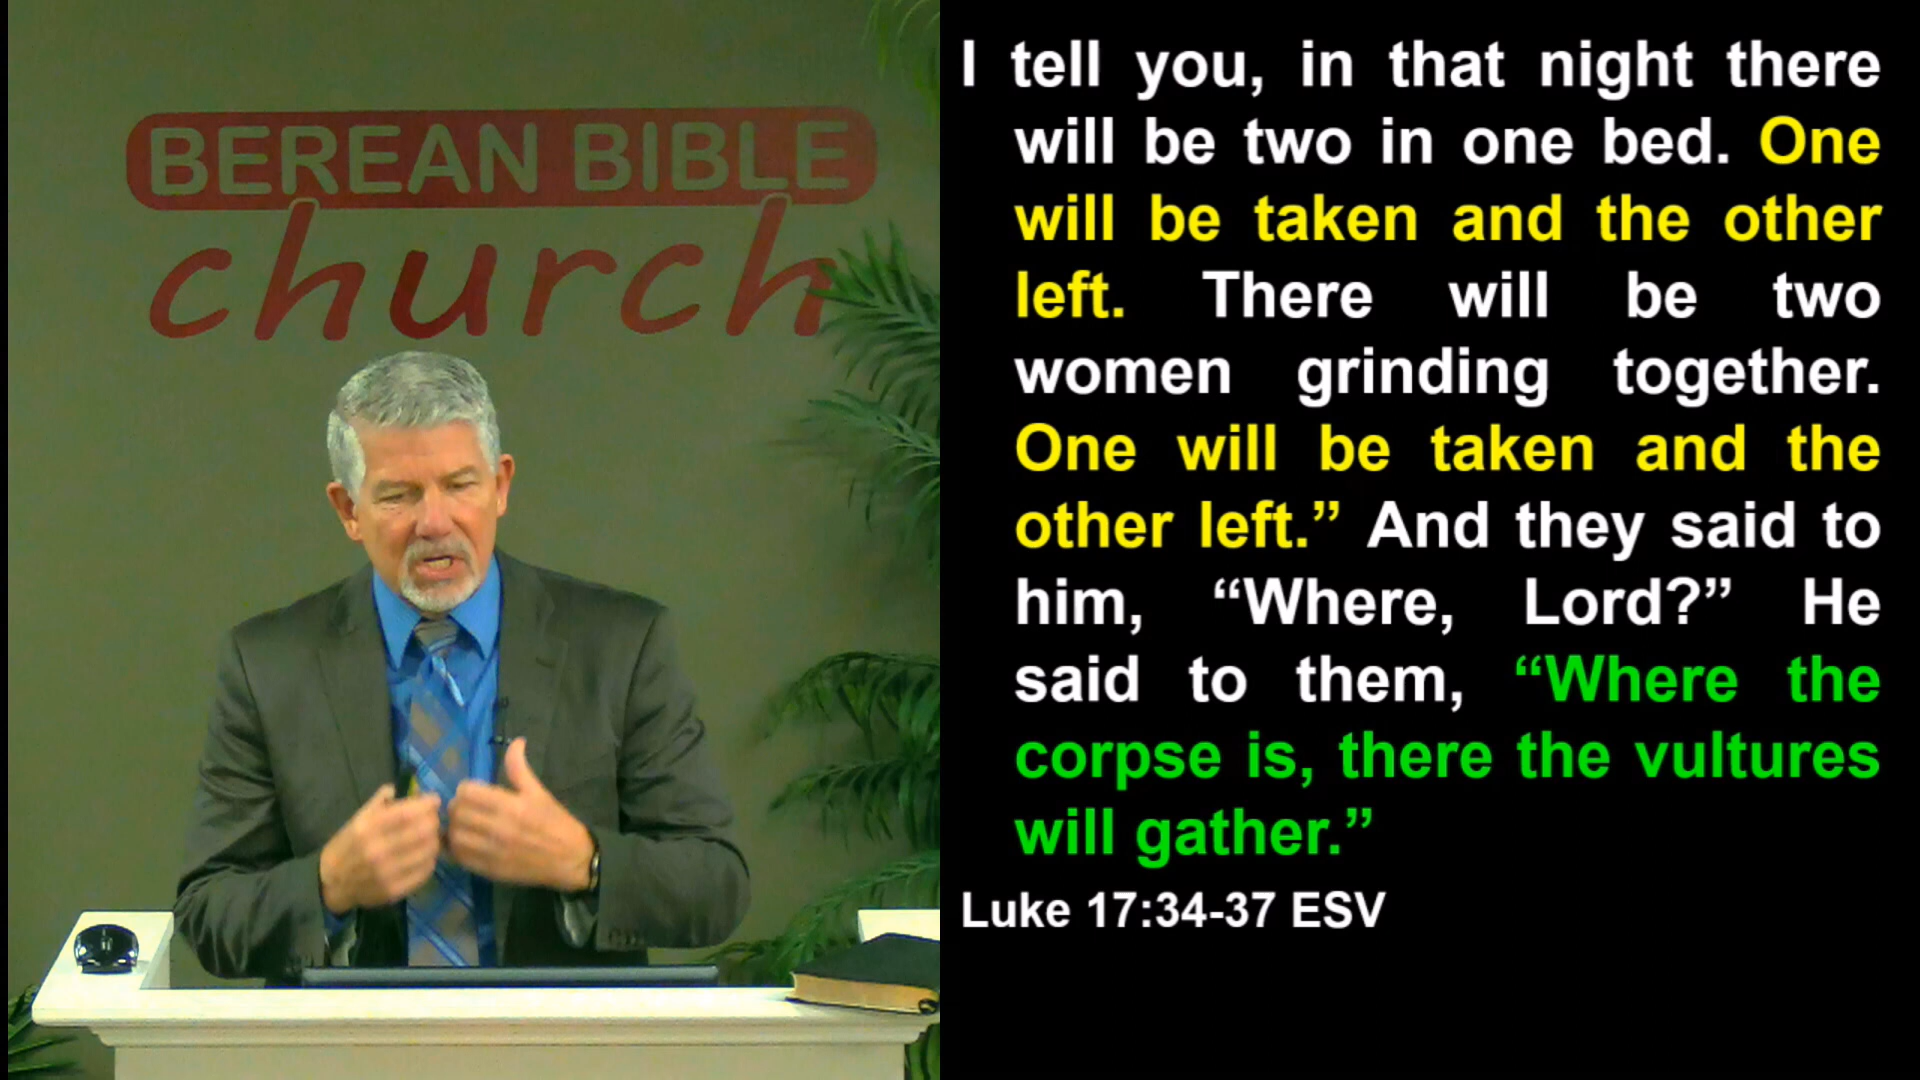 BEREAN BIBLE
church
I tell you, in that night there
will be two in one bed. One
will be taken and the other
left. There will be two
women grinding together.
One will be taken and the
other left.” And they said to
him, “Where, Lord?” He
said to them, “Where the
corpse is, there the vultures
will gather.”
Luke 17:34-37 ESV